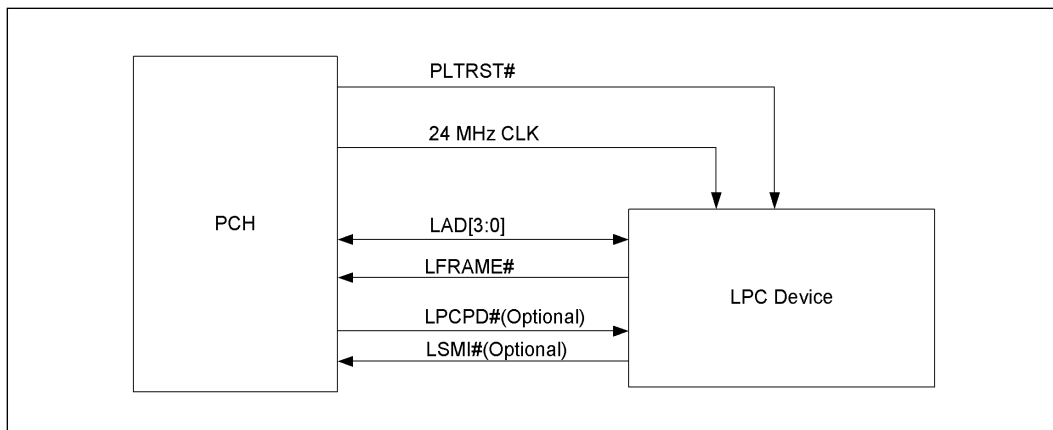 PLTRST#
24 MHz CLK
PCH
LAD[3:0]
LFRAME#
LPC Device
LPCPD#(Optional)
LSMI#(Optional)